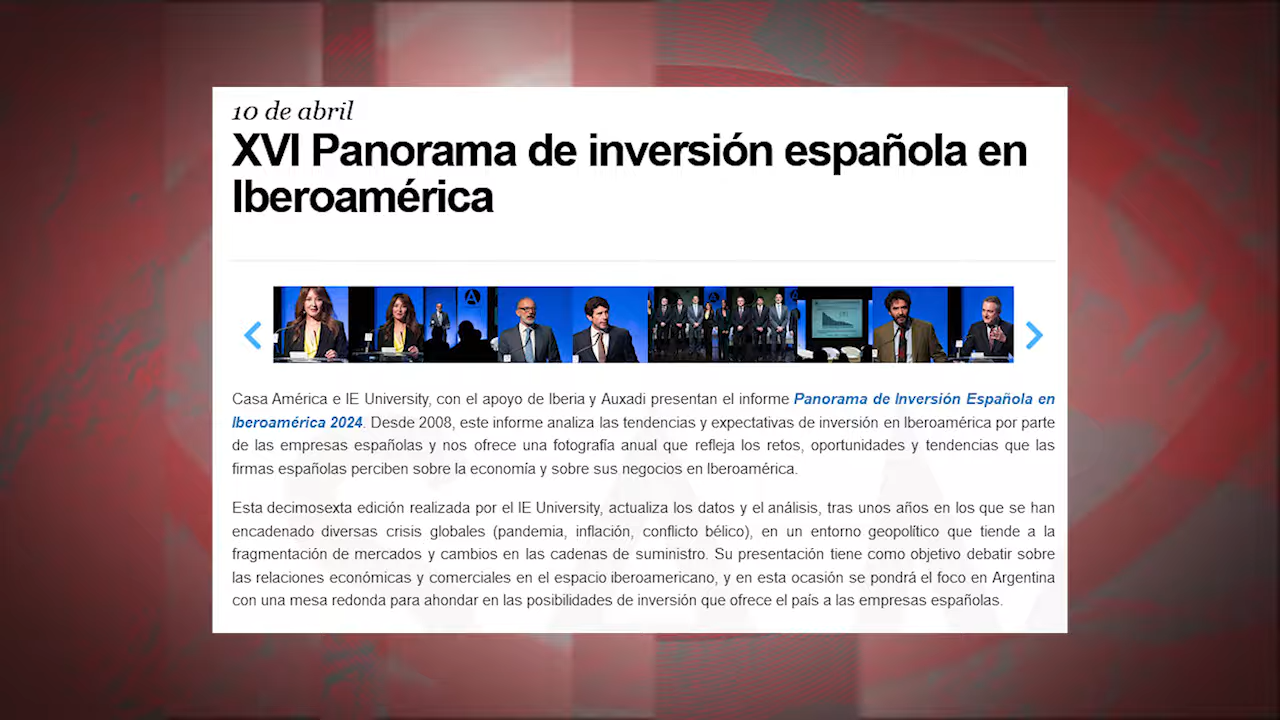 10 de abril
XVI Panorama de inversión española en
Iberoamérica
Casa América e IE University, con el apoyo de Iberia y Auxadi presentan el informe Panorama de Inversión Española en
Iberoamérica 2024. Desde 2008, este informe analiza las tendencias y expectativas de inversión en Iberoamérica por parte
de las empresas españolas y nos ofrece una fotografía anual que refleja los retos, oportunidades y tendencias que las
firmas españolas perciben sobre la economía y sobre sus negocios en Iberoamérica.
Esta decimosexta edición realizada por el IE University, actualiza los datos y el análisis, tras unos años en los que se han
encadenado diversas crisis globales (pandemia, inflación, conflicto bélico), en un entorno geopolítico que tiende a la
fragmentación de mercados y cambios en las cadenas de suministro. Su presentación tiene como objetivo debatir sobre
las relaciones económicas y comerciales en el espacio iberoamericano, y en esta ocasión se pondrá el foco en Argentina
con una mesa redonda para ahondar en las posibilidades de inversión que ofrece el país a las empresas españolas.